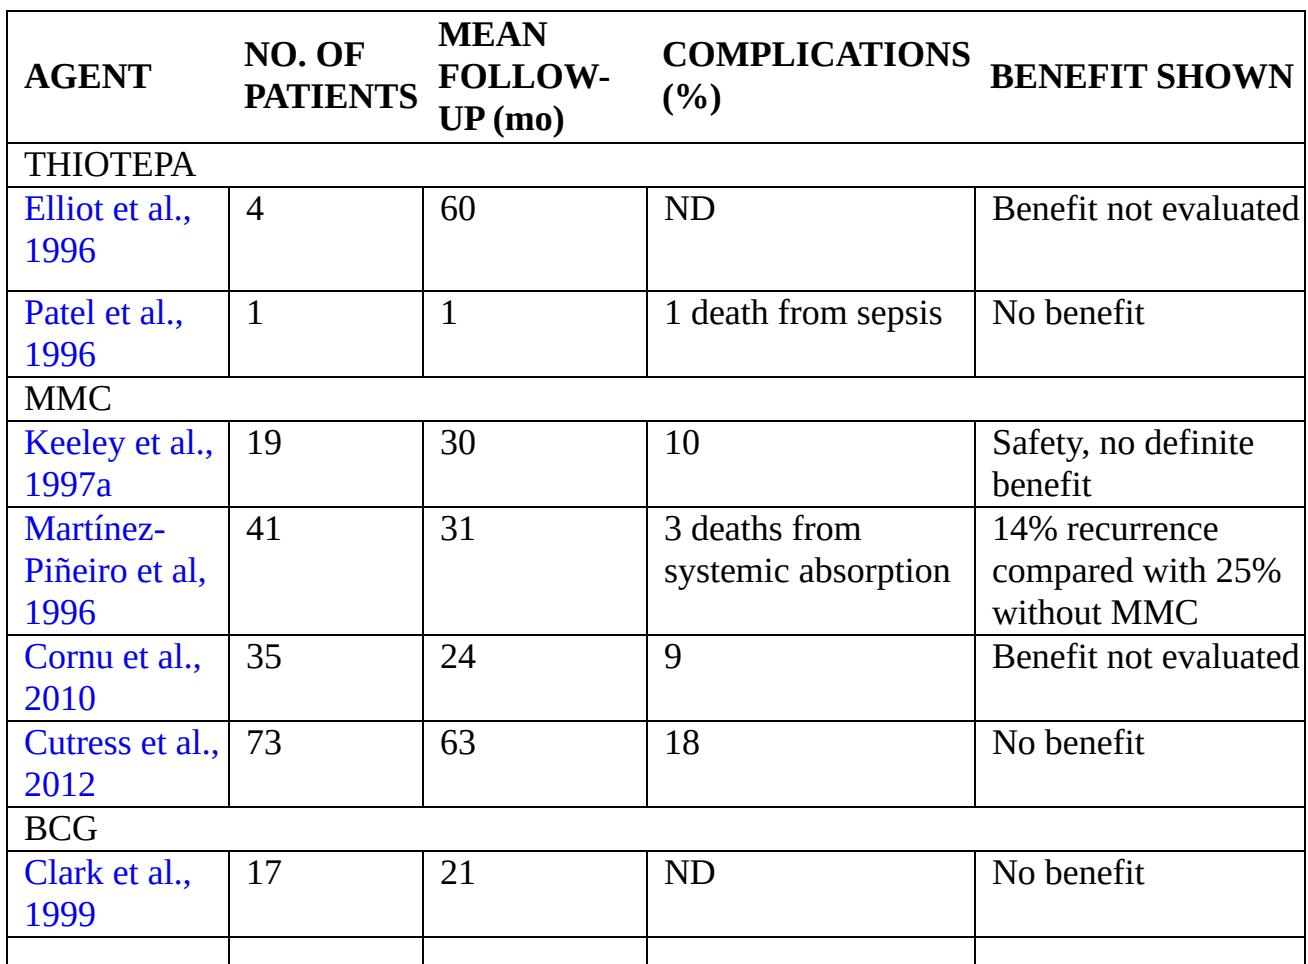 AGENT
NO. OF
PATIENTS
MEAN
FOLLOW-
UP (mo)
COMPLICATIONS
(%)
BENEFIT SHOWN
THIOTEPA
Elliot et al.,
1996
4
60
ND
Benefit not evaluated
Patel et al.,
1996
1
1
1 death from sepsis
No benefit
MMC
Keeley et al.,
1997a
19
30
10
Safety, no definite
benefit
Martínez-
Piñeiro et al,
1996
41
31
3 deaths from
systemic absorption
14% recurrence
compared with 25%
without MMC
Cornu et al.,
2010
35
24
9
Benefit not evaluated
Cutress et al.,
2012
73
63
18
No benefit
BCG
Clark et al.,
1999
17
21
ND
No benefit